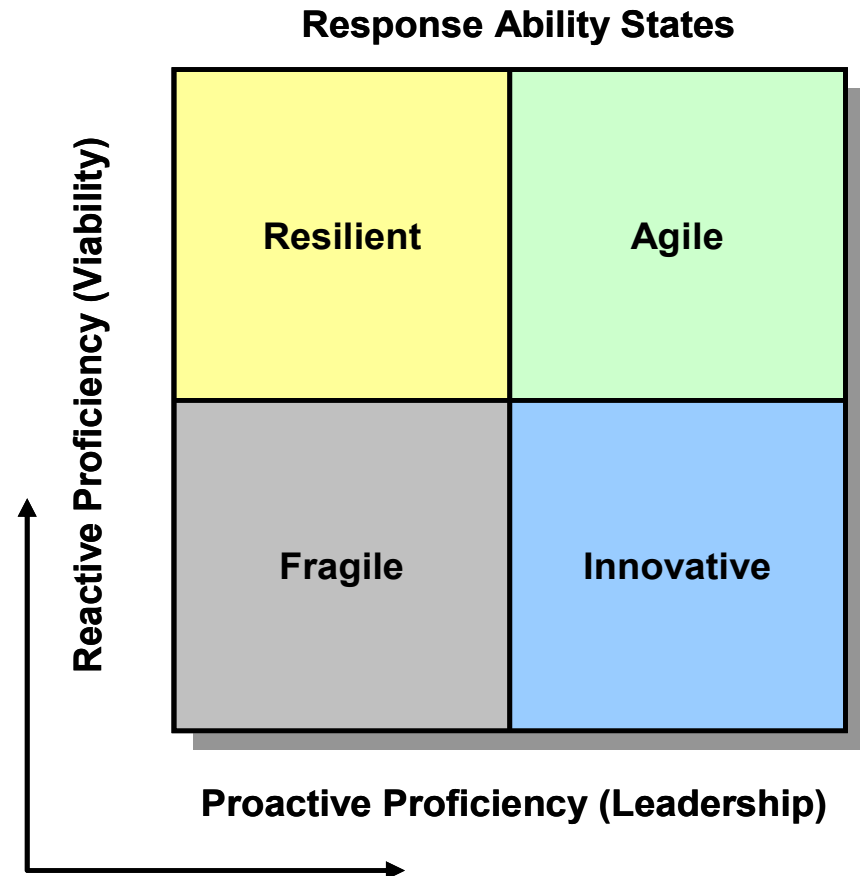 Response Ability States
Reactive Proficiency (Viability)
Resilient
Agile
Fragile
Innovative
Proactive Proficiency (Leadership)